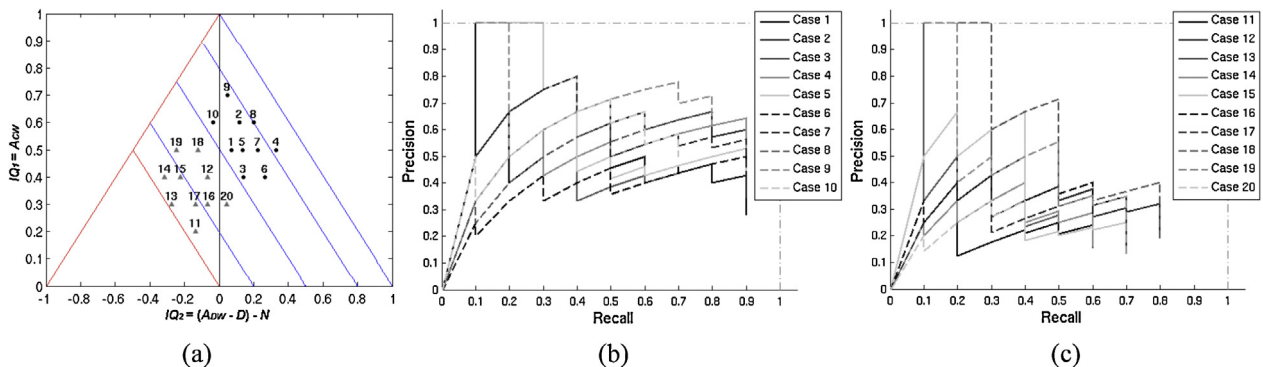 IQ1 = ACW
1
0.9
0.8
0.7
0.6
0.5
0.4
0.3
0.2
0.1
0
9
10 2 8
19 18 1 5 7 4
14 15 12 3 6
13 17 16 20
11
-1 -0.8 -0.6 -0.4 -0.2 0 0.2 0.4 0.6 0.8 1
IQ2 = (ADW - D) - N
(a)
Precision
1
0.9
0.8
0.7
0.6
0.5
0.4
0.3
0.2
0.1
0
0 0.1 0.2 0.3 0.4 0.5 0.6 0.7 0.8 0.9 1
Recall
Case 1
Case 2
Case 3
Case 4
Case 5
Case 6
Case 7
Case 8
Case 9
Case 10
(b)
Precision
1
0.9
0.8
0.7
0.6
0.5
0.4
0.3
0.2
0.1
0
0 0.1 0.2 0.3 0.4 0.5 0.6 0.7 0.8 0.9 1
Recall
Case 11
Case 12
Case 13
Case 14
Case 15
Case 16
Case 17
Case 18
Case 19
Case 20
(c)